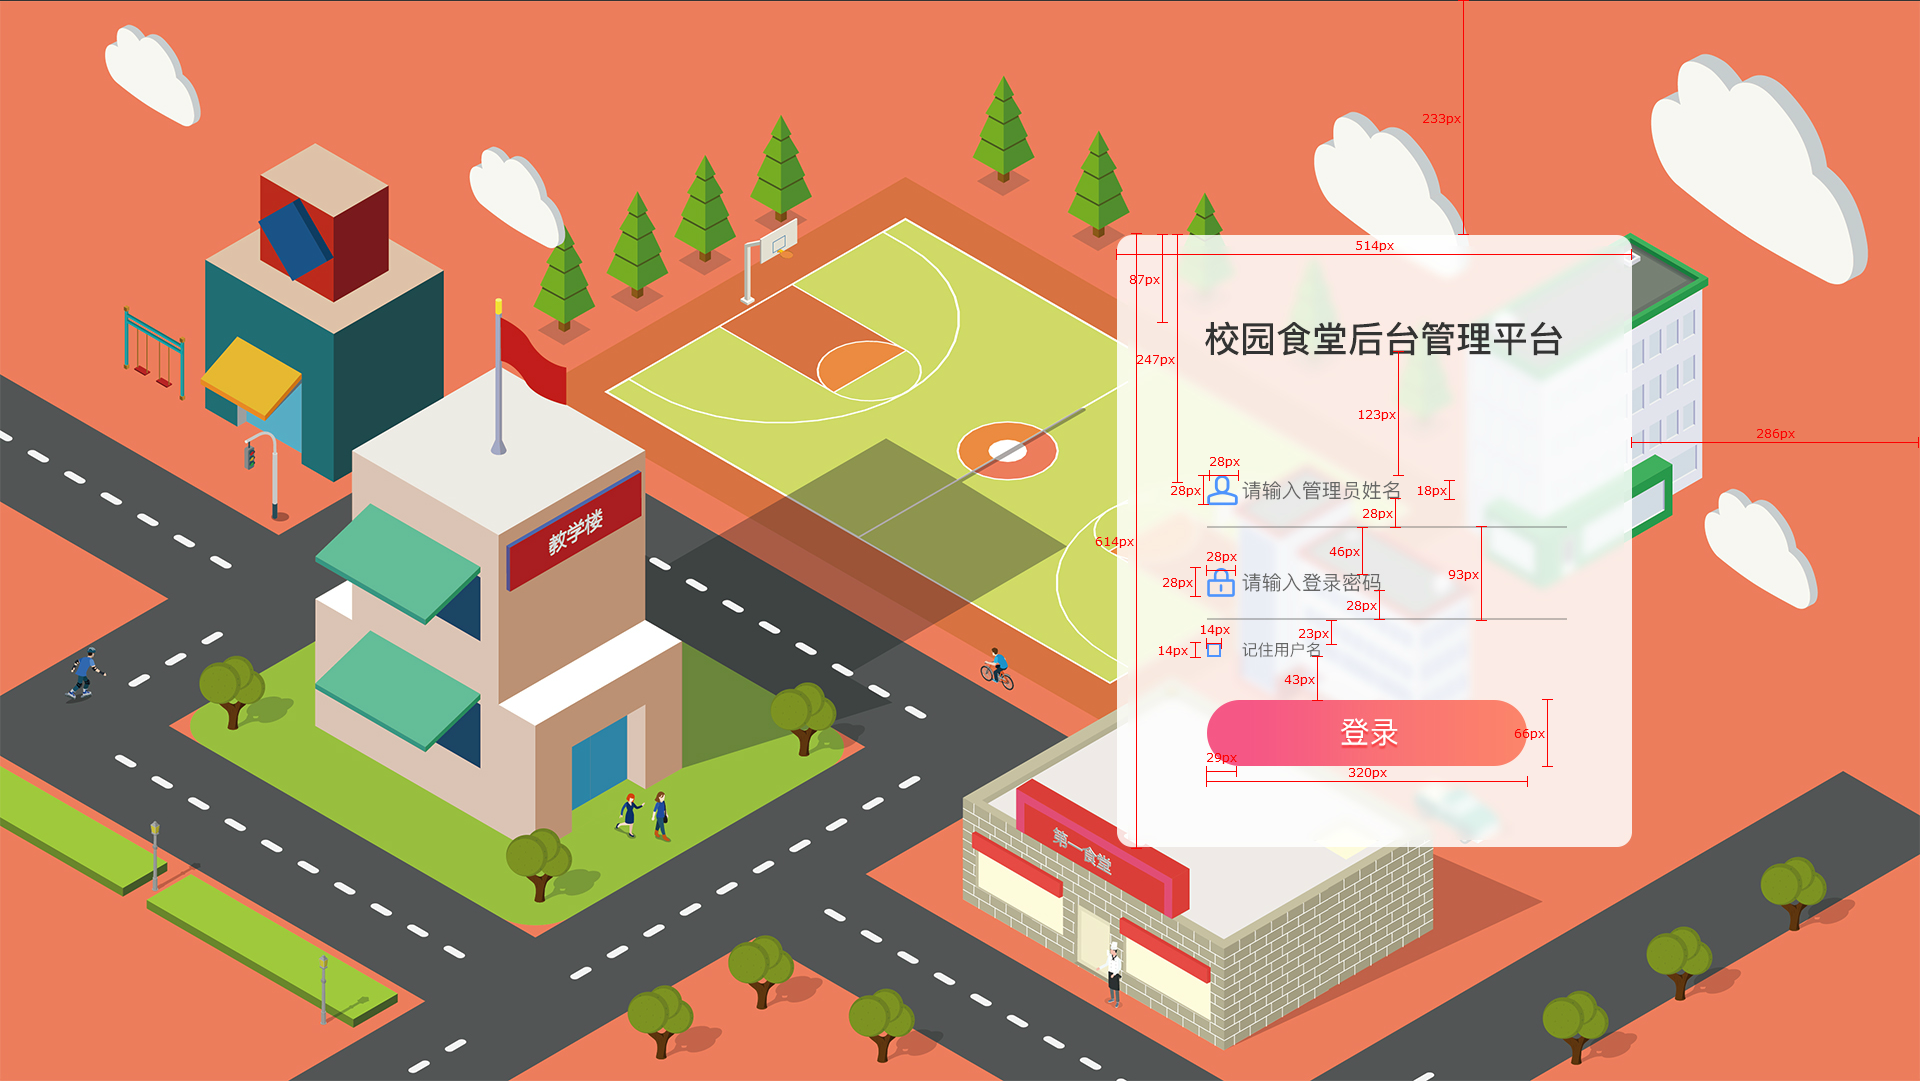 233px
514px
87px
校园食堂后台管理平台
247px
123px
286px
28px
28px
请输入管理员姓名
18px
28px
教学楼
614px
46px
28px
93px
28px
请输入登录密码
28px
14px
23px
14px
记住用户名
43px
登录
66px
29px
320px
第一食堂